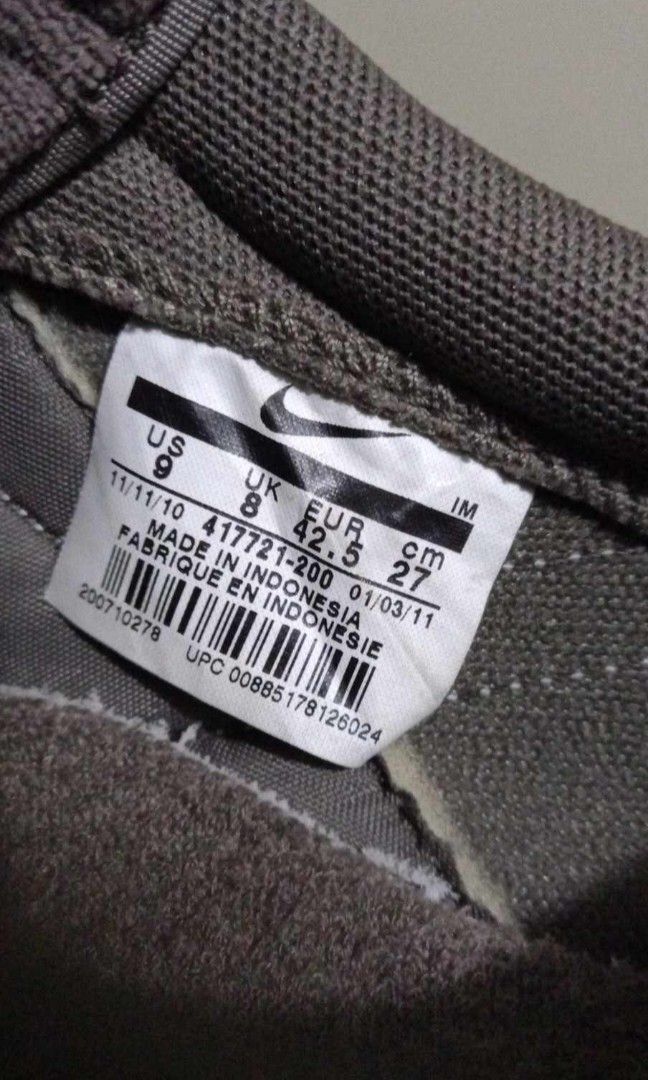 IM
US UK EUR cm
9 8 42.5 27
11/11/10 417721-200 01/03/11
MADE IN INDONESIA
FABRIQUE EN INDONESIE
200710278
UPC 00885178126024